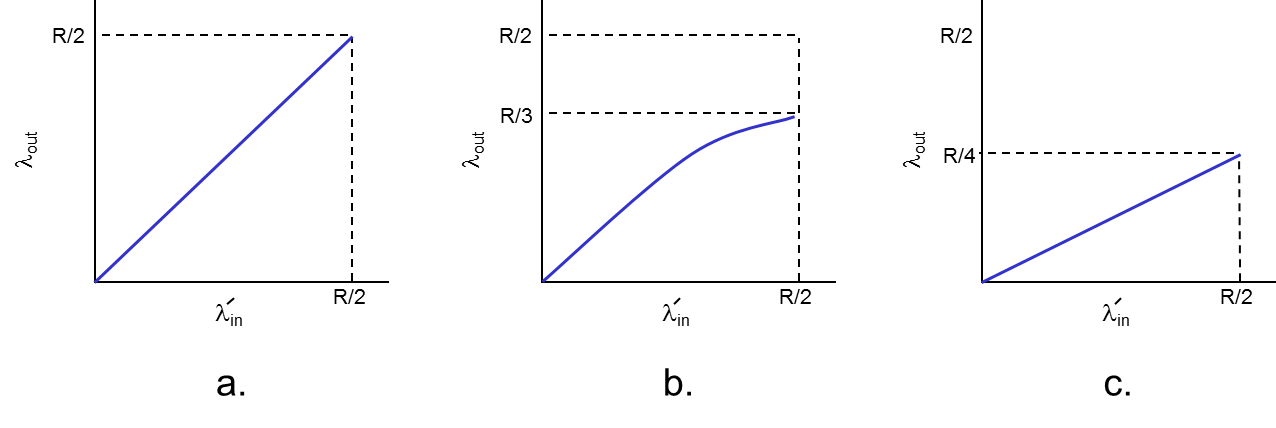 R/2
λout
λ′in
R/2
a.
R/2
R/3
λout
λ′in
R/2
b.
R/2
R/4
λout
λ′in
R/2
c.